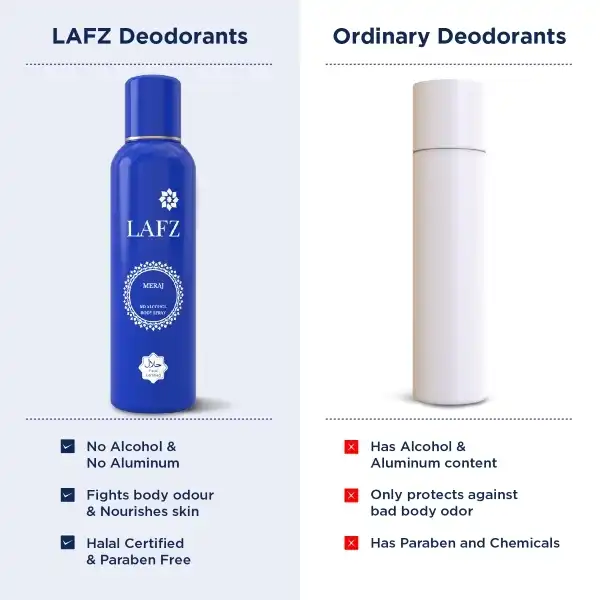 LAFZ Deodorants
Ordinary Deodorants
LAFZ
MERAJ
NO ALCOHOL
BODY SPRAY
حلال
No Alcohol &
No Aluminum
Fights body odour
& Nourishes skin
Halal Certified
& Paraben Free
Has Alcohol &
Aluminum content
Only protects against
bad body odor
Has Paraben and Chemicals